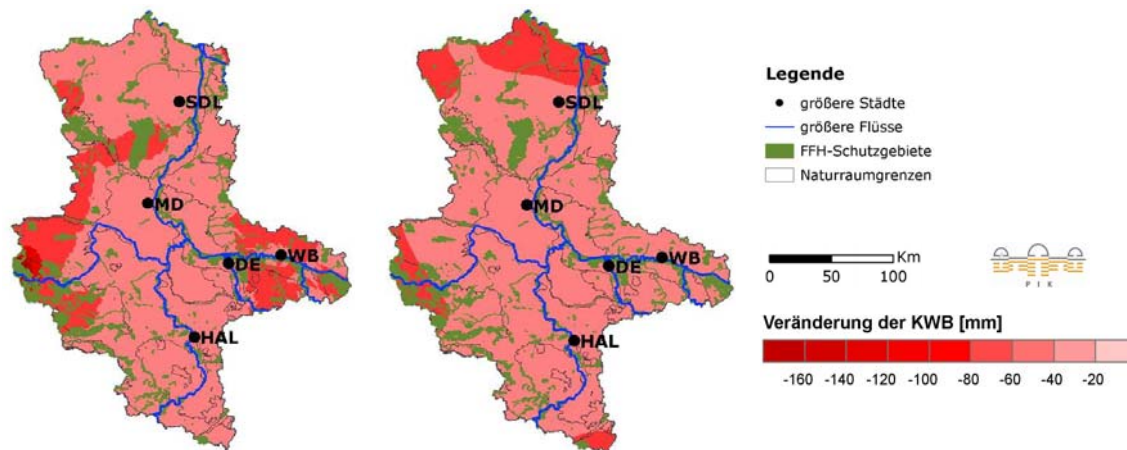 SDL
MD
DE
WB
HAL
SDL
MD
DE
WB
HAL
Legende
größere Städte
größere Flüsse
FFH-Schutzgebiete
Naturraumgrenzen
Km
0 50 100
P I K
Veränderung der KWB [mm]
-160 -140 -120 -100 -80 -60 -40 -20